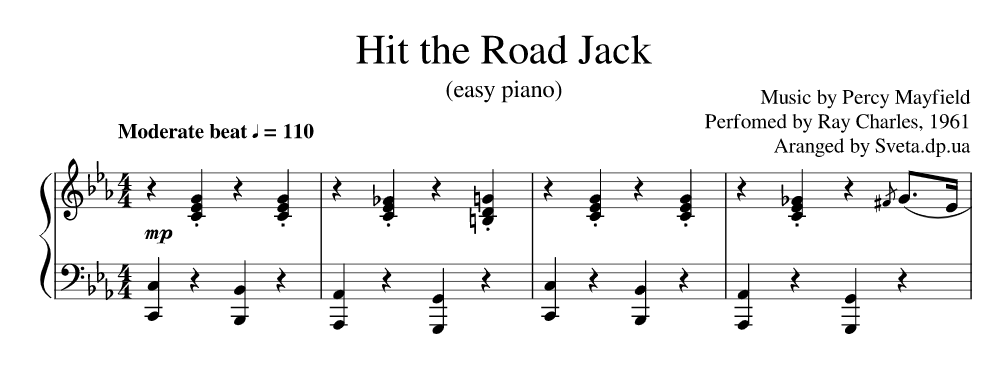 Hit the Road Jack
(easy piano)
Music by Percy Mayfield
Perfomed by Ray Charles, 1961
Aranged by Sveta.dp.ua
Moderate beat ♩ = 110
mp